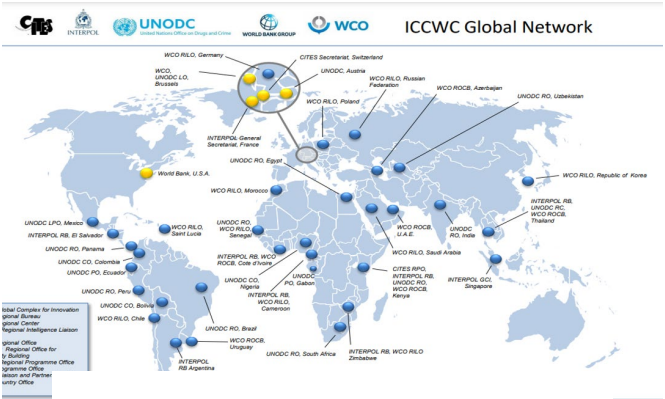 CITES
INTERPOL
UNODC
United Nations Office on Drugs and Crime
WORLD BANK GROUP
WCO
ICCWC Global Network
WCO RILO, Germany
CITES Secretariat, Switzerland
WCO,
UNODC LO,
Brussels
UNODC, Austria
WCO RILO, Poland
WCO RILO, Russian
Federation
WCO ROCB, Azerbaijan
UNODC RO, Uzbekistan
INTERPOL General
Secretariat, France
UNODC RO, Egypt
World Bank, U.S.A.
WCO RILO, Morocco
WCO RILO, Republic of Korea
UNODC LPO, Mexico
INTERPOL RB, El Salvador
UNODC RO, Panama
UNODC CO, Colombia
UNODC PO, Ecuador
WCO RILO,
Saint Lucia
UNODC RO,
WCO RILO,
Senegal
WCO ROCB,
U.A.E.
UNODC
RO, India
INTERPOL RB,
UNODC RC,
WCO ROCB,
Thailand
WCO RILO, Saudi Arabia
INTERPOL RB, WCO
ROCB, Cote d'Ivoire
UNODC CO,
Nigeria
UNODC
PO, Gabon
INTERPOL RB,
WCO RILO,
Cameroon
CITES RPO,
INTERPOL RB,
UNODC RO,
WCO ROCB,
Kenya
INTERPOL GCI,
Singapore
UNODC RO, Peru
UNODC CO, Bolivia
WCO RILO, Chile
UNODC RO, Brazil
WCO ROCB,
Uruguay
INTERPOL
RB Argentina
UNODC RO, South Africa
INTERPOL RB, WCO RILO
Zimbabwe
Complex for Innovation
Bureau
Center
Intelligence Liaison
Office
Regional Office for
Building
Regional Programme Office
Office
and Partner
Office